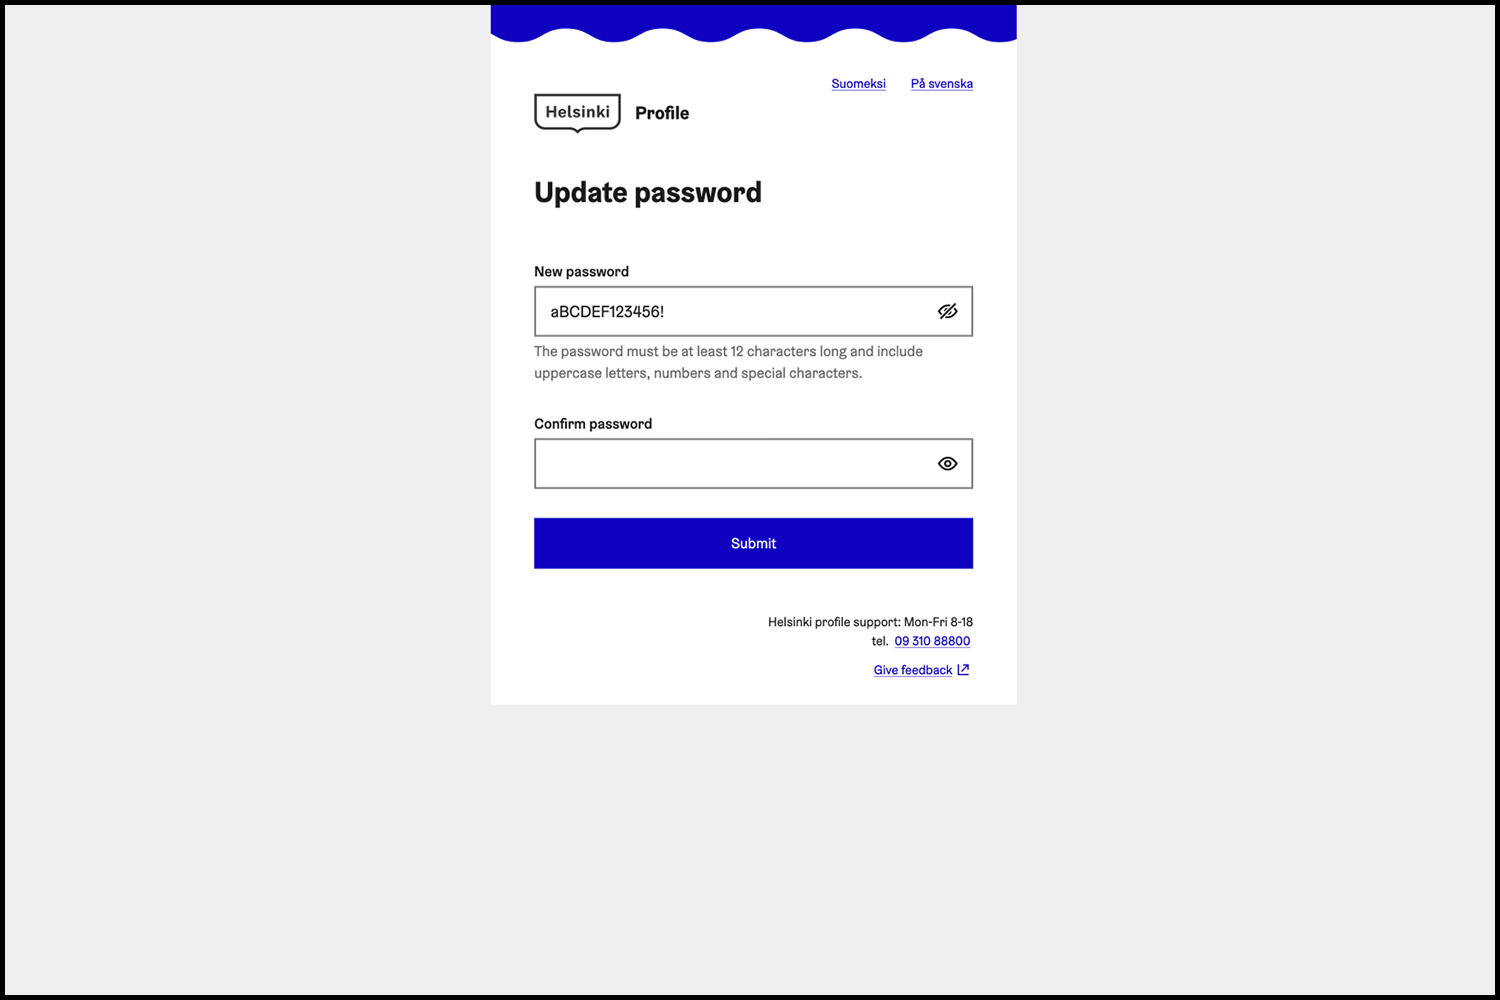 Suomeksi På svenska
Helsinki Profile
Update password
New password
aBCDEF123456!
The password must be at least 12 characters long and include
uppercase letters, numbers and special characters.
Confirm password
Submit
Helsinki profile support: Mon-Fri 8-18
tel. 09 310 88800
Give feedback